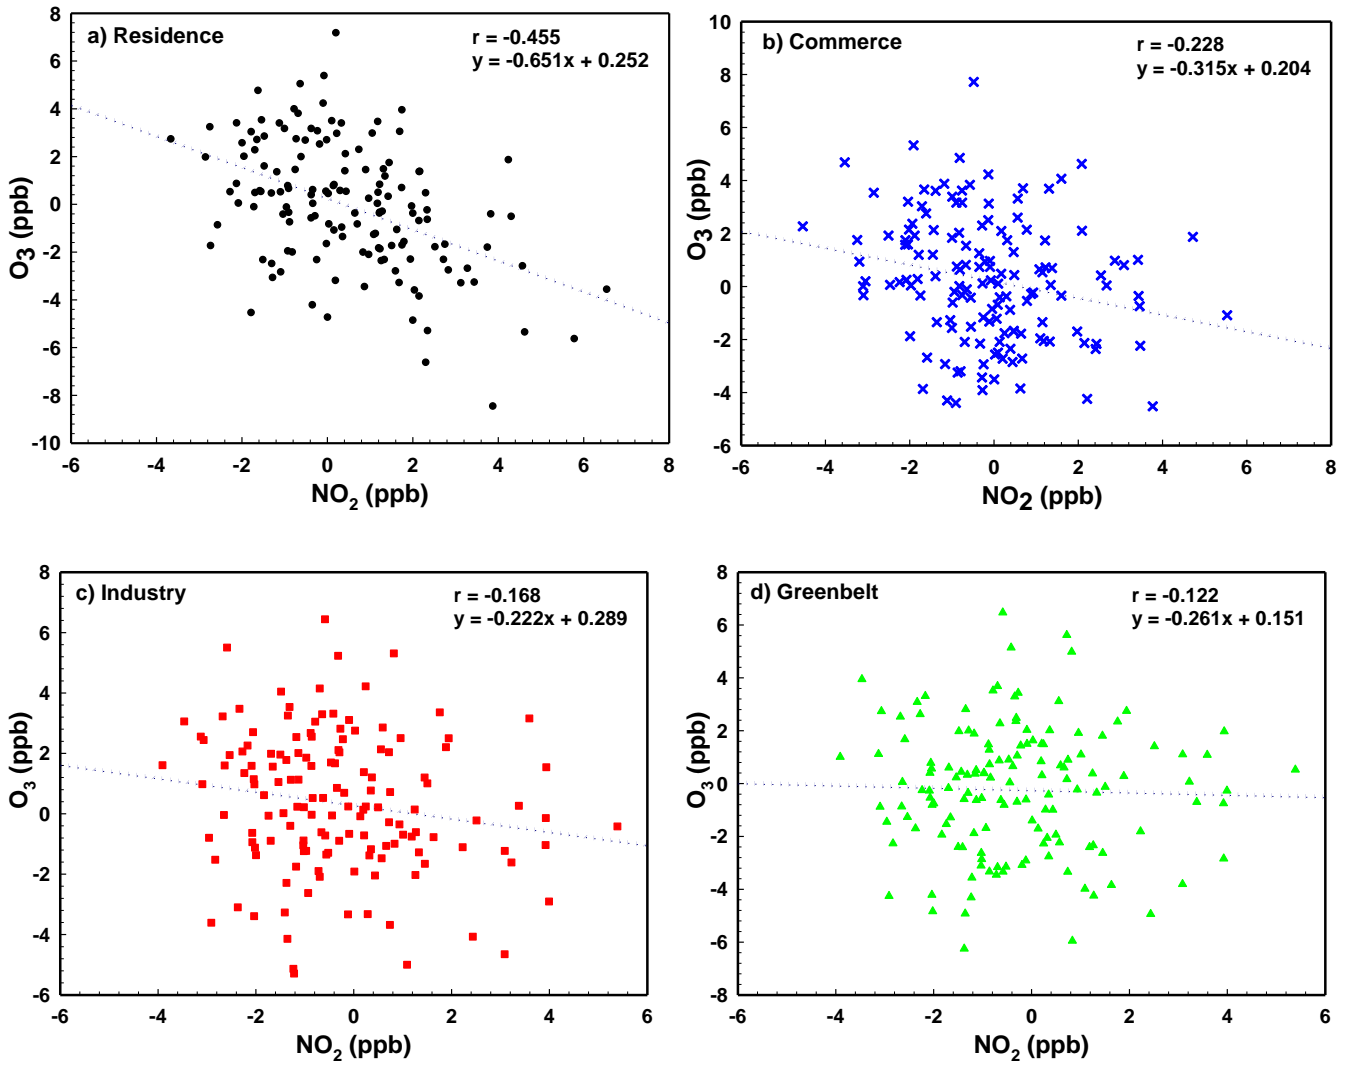 a) Residence
r = -0.455
y = -0.651x + 0.252
8
6
4
2
0
-2
-4
-6
-8
-10
O3 (ppb)
-6 -4 -2 0 2 4 6 8
NO2 (ppb)
b) Commerce
r = -0.228
y = -0.315x + 0.204
10
8
6
4
2
0
-2
-4
-6
O3 (ppb)
-6 -4 -2 0 2 4 6 8
NO2 (ppb)
c) Industry
r = -0.168
y = -0.222x + 0.289
8
6
4
2
0
-2
-4
-6
O3 (ppb)
-6 -4 -2 0 2 4 6
NO2 (ppb)
d) Greenbelt
r = -0.122
y = -0.261x + 0.151
8
6
4
2
0
-2
-4
-6
-8
O3 (ppb)
-6 -4 -2 0 2 4 6
NO2 (ppb)